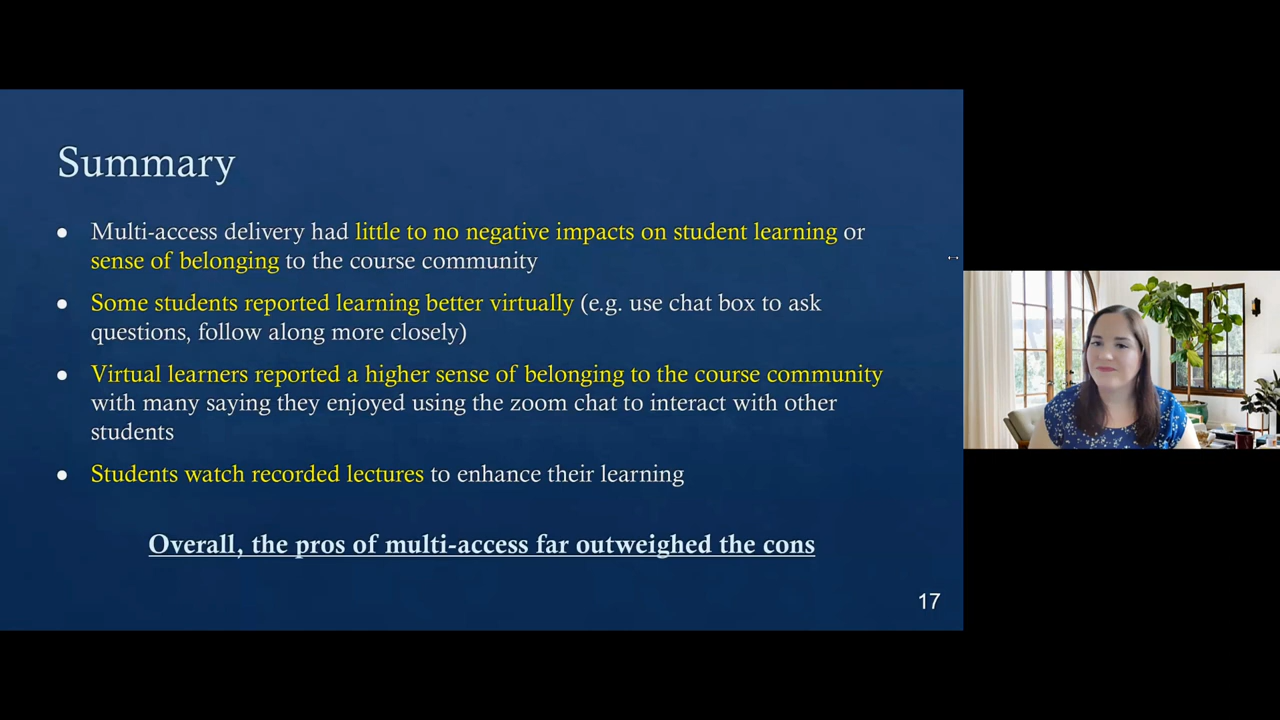 Summary
● Multi-access delivery had little to no negative impacts on student learning or
sense of belonging to the course community
● Some students reported learning better virtually (e.g. use chat box to ask
questions, follow along more closely)
● Virtual learners reported a higher sense of belonging to the course community
with many saying they enjoyed using the zoom chat to interact with other
students
● Students watch recorded lectures to enhance their learning
Overall, the pros of multi-access far outweighed the cons
17